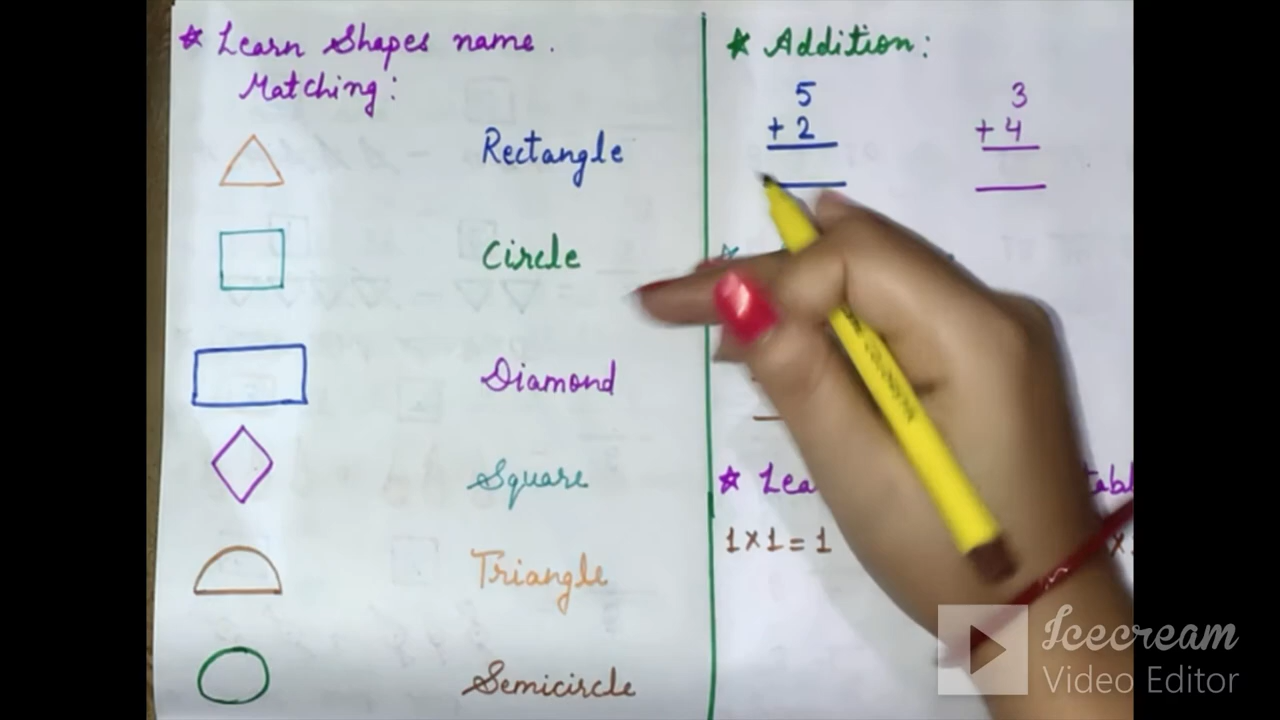 * Learn Shapes name.
Matching:
Rectangle
Circle
Diamond
Square
Triangle
Semicircle
* Addition:
5
+ 2
3
+ 4
1×1=1
Icecream
Video Editor